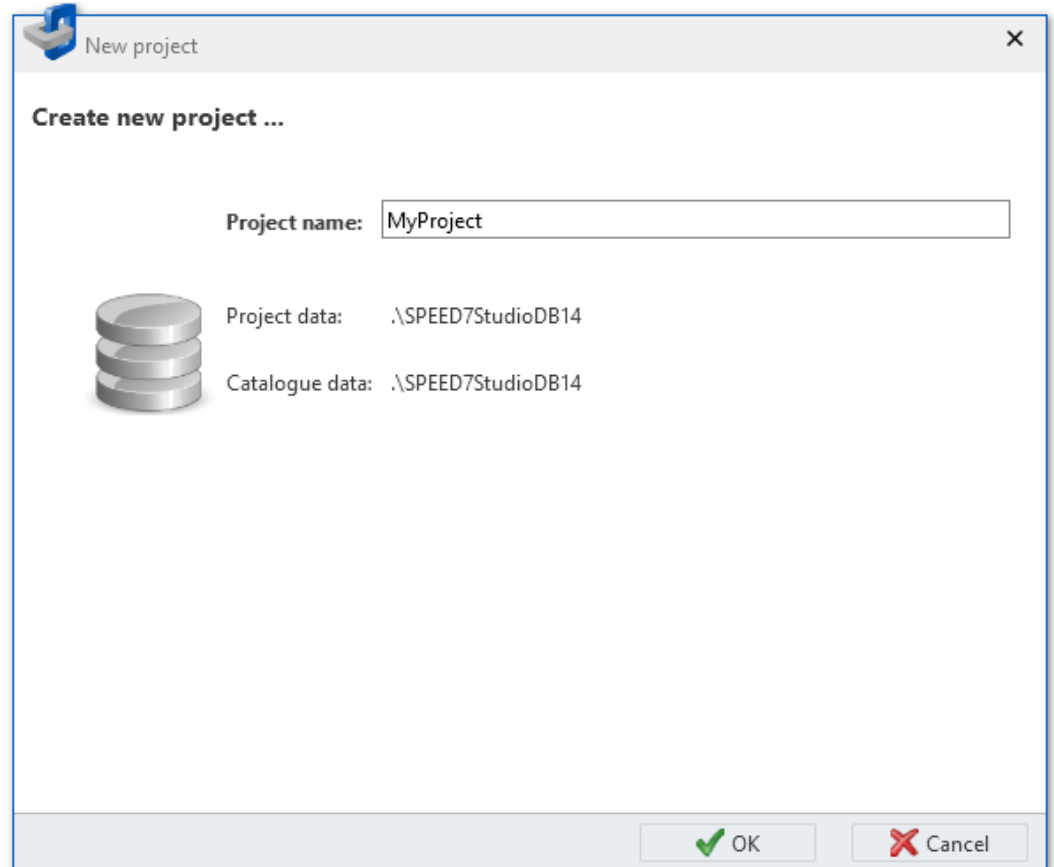 New project
Create new project ...
Project name: MyProject
Project data: .\SPEED7StudioDB14
Catalogue data: .\SPEED7StudioDB14
OK Cancel